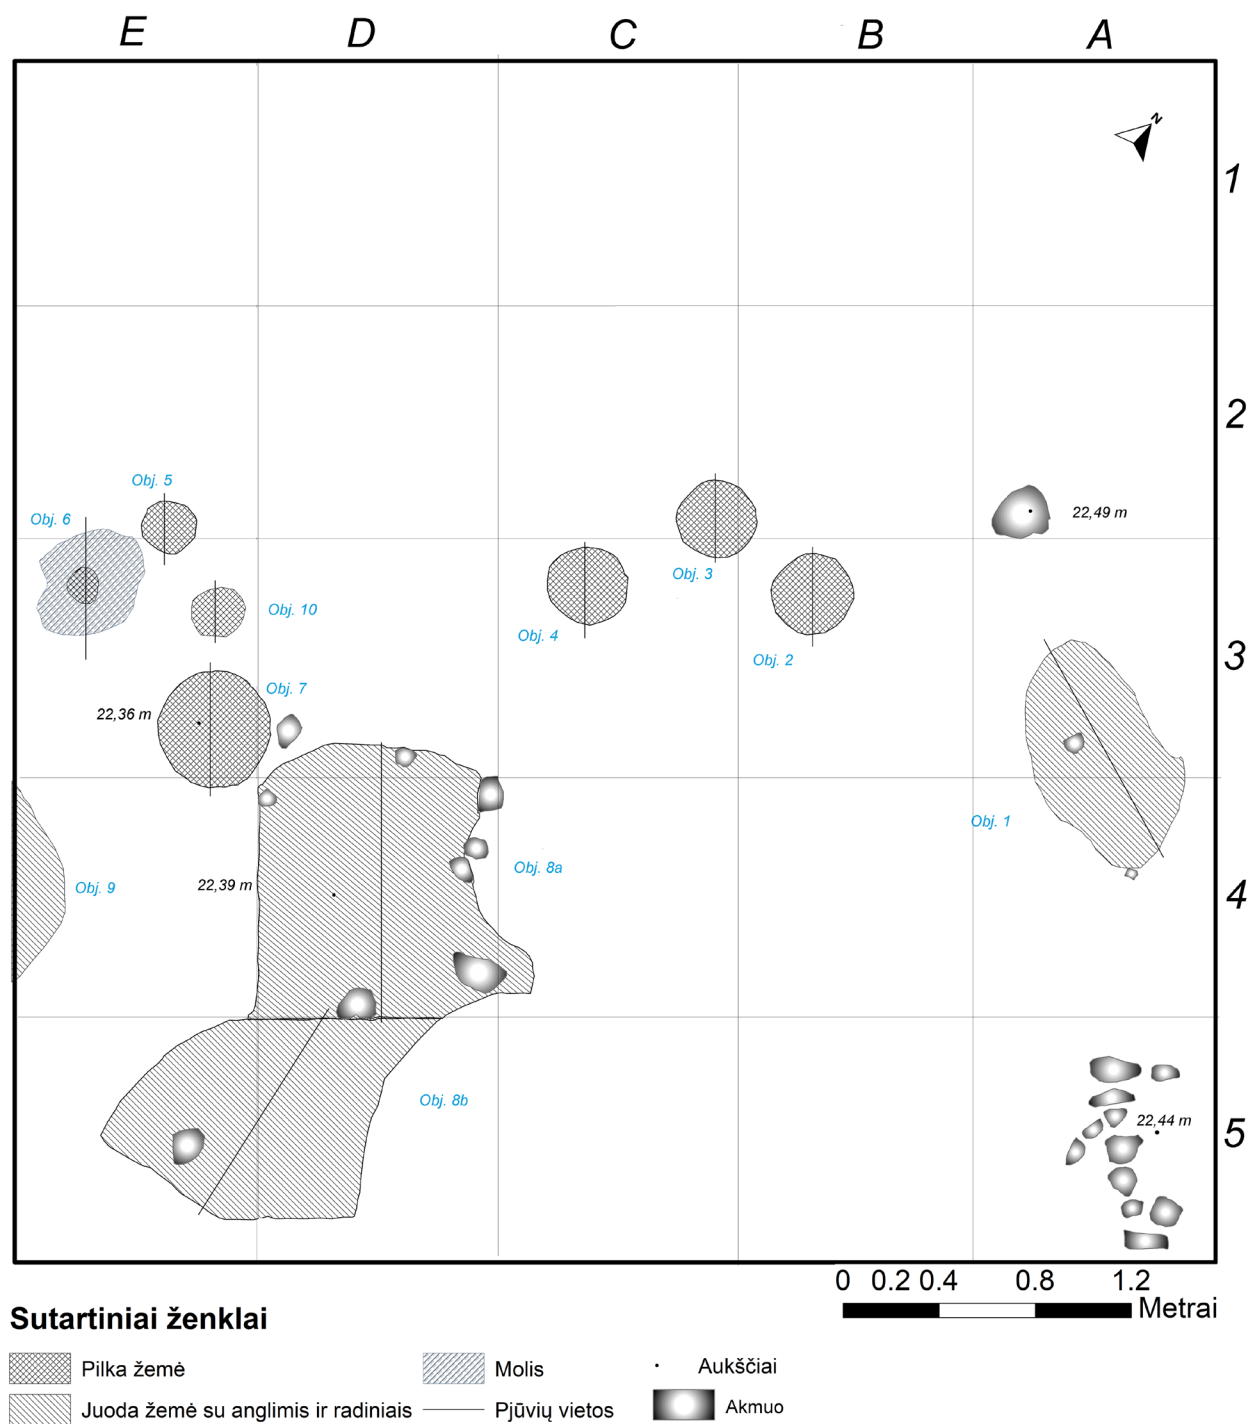 E D C B A
N
1
2
Obj. 5
Obj. 6
22,49 m
Obj. 3
Obj. 10
Obj. 4
3
Obj. 2
Obj. 7
22,36 m
Obj. 1
Obj. 8a
22,39 m
Obj. 9
4
Obj. 8b
22,44 m
5
0 0.2 0.4 0.8 1.2
Metrai
Sutartiniai ženklai
Pilka žemė
Molis
Aukščiai
Juoda žemė su anglimis ir radiniais
Pjūvių vietos
Akmuo